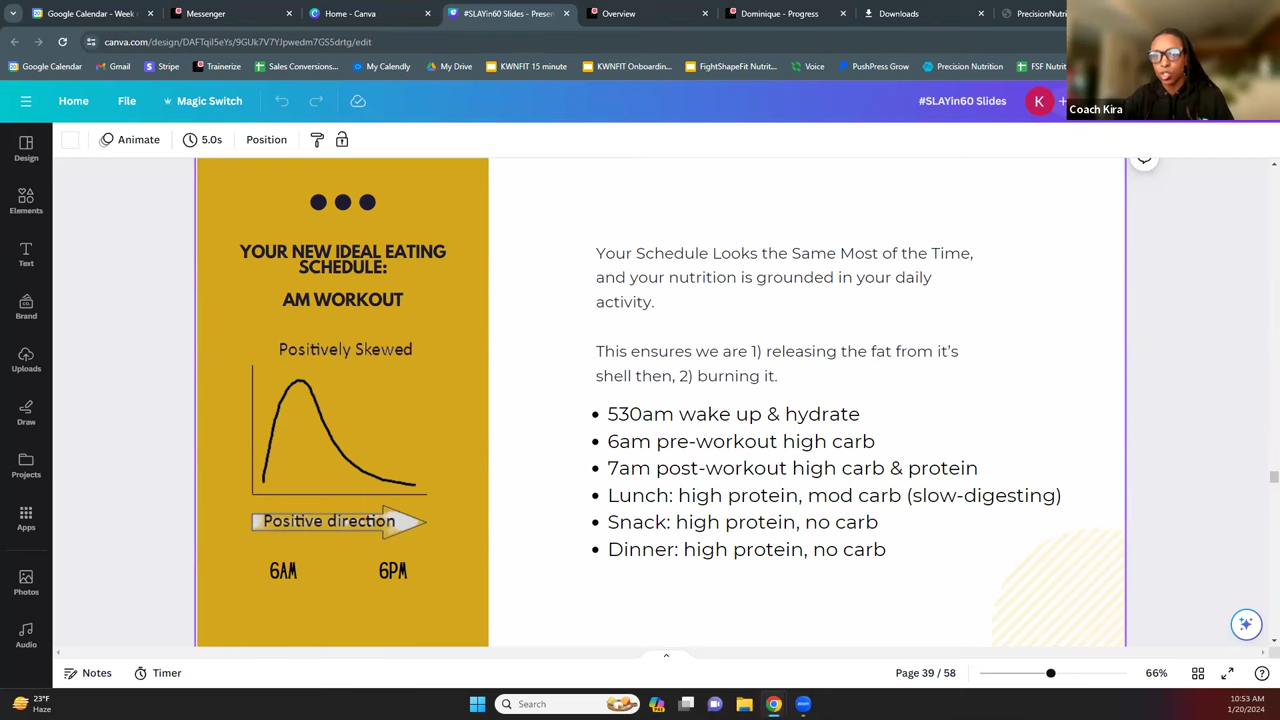 Google Calendar - Week
Messenger
Home - Canva
#SLAYin60 Slides - Presen
Overview
Dominique - Progress
Downloads
PrecisionNutri
canva.com/design/DAFTqiI5eYs/9GUk7V7YJpwedm7GS5drtg/edit
Google Calendar
Gmail
Stripe
Trainerize
Sales Conversions...
My Calendly
My Drive
KWNFIT 15 minute
KWNFIT Onboardin...
FightShapeFit Nutrit...
Voice
PushPress Grow
Precision Nutrition
FSF Nutri
Coach Kira
Home
File
Magic Switch
#SLAYin60 Slides
K
Animate
5.0s
Position
Design
Elements
Text
Brand
Uploads
Draw
Projects
Apps
Photos
Audio
YOUR NEW IDEAL EATING
SCHEDULE:
AM WORKOUT
Positively Skewed
Positive direction
6AM
6PM
Your Schedule Looks the Same Most of the Time,
and your nutrition is grounded in your daily
activity.
This ensures we are 1) releasing the fat from it's
shell then, 2) burning it.
• 530am wake up & hydrate
• 6am pre-workout high carb
• 7am post-workout high carb & protein
• Lunch: high protein, mod carb (slow-digesting)
• Snack: high protein, no carb
• Dinner: high protein, no carb
Notes
Timer
Page 39 / 58
66%
23°F
Haze
Search
10:53 AM
1/20/2024